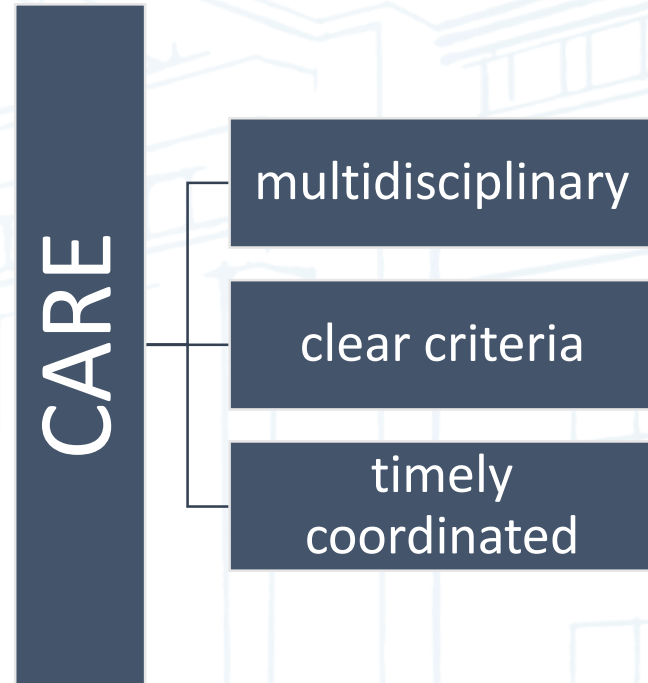 CARE
multidisciplinary
clear criteria
timely
coordinated